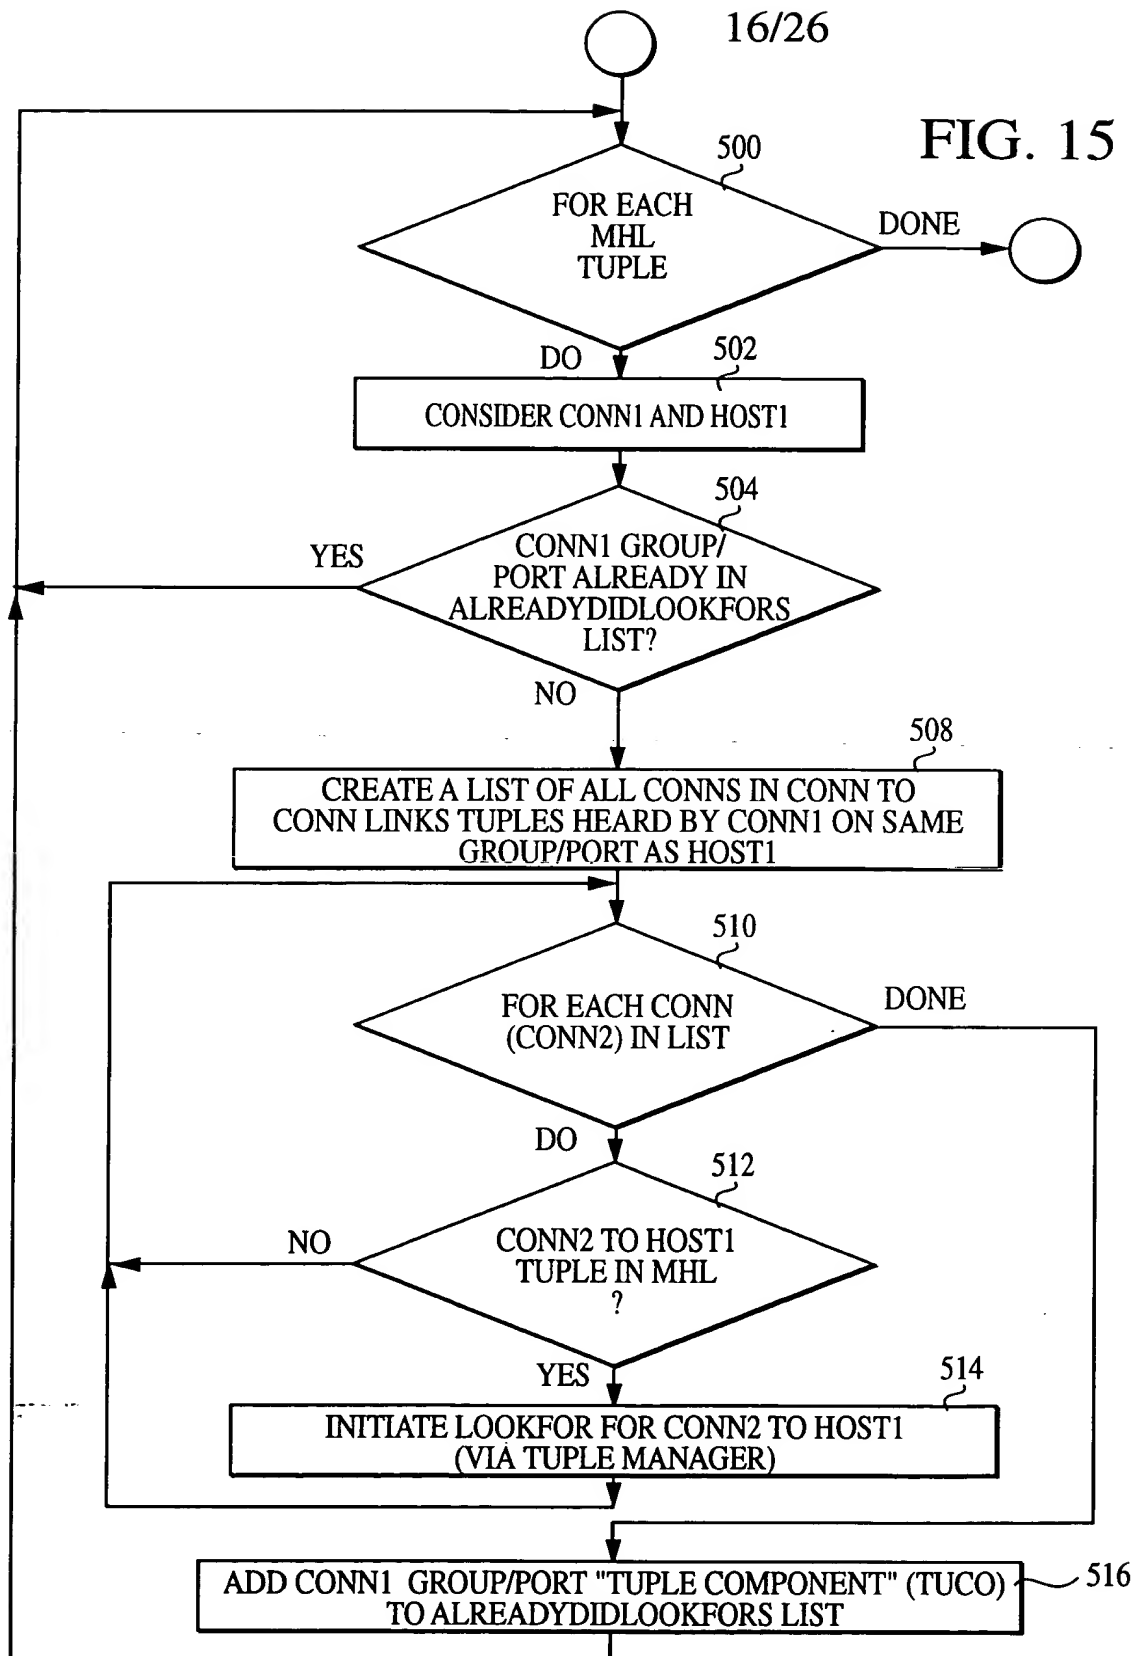 16/26
FIG. 15
500
FOR EACH
MHL
TUPLE
DONE
DO
502
CONSIDER CONN1 AND HOST1
504
YES
CONN1 GROUP/
PORT ALREADY IN
ALREADYDIDLOOKFORS
LIST?
NO
508
CREATE A LIST OF ALL CONNS IN CONN TO
CONN LINKS TUPLES HEARD BY CONN1 ON SAME
GROUP/PORT AS HOST1
510
FOR EACH CONN
(CONN2) IN LIST
DONE
DO
512
NO
CONN2 TO HOST1
TUPLE IN MHL
?
YES
514
INITIATE LOOKFOR FOR CONN2 TO HOST1
(VIA TUPLE MANAGER)
ADD CONN1 GROUP/PORT "TUPLE COMPONENT" (TUCO)
TO ALREADYDIDLOOKFORS LIST
516